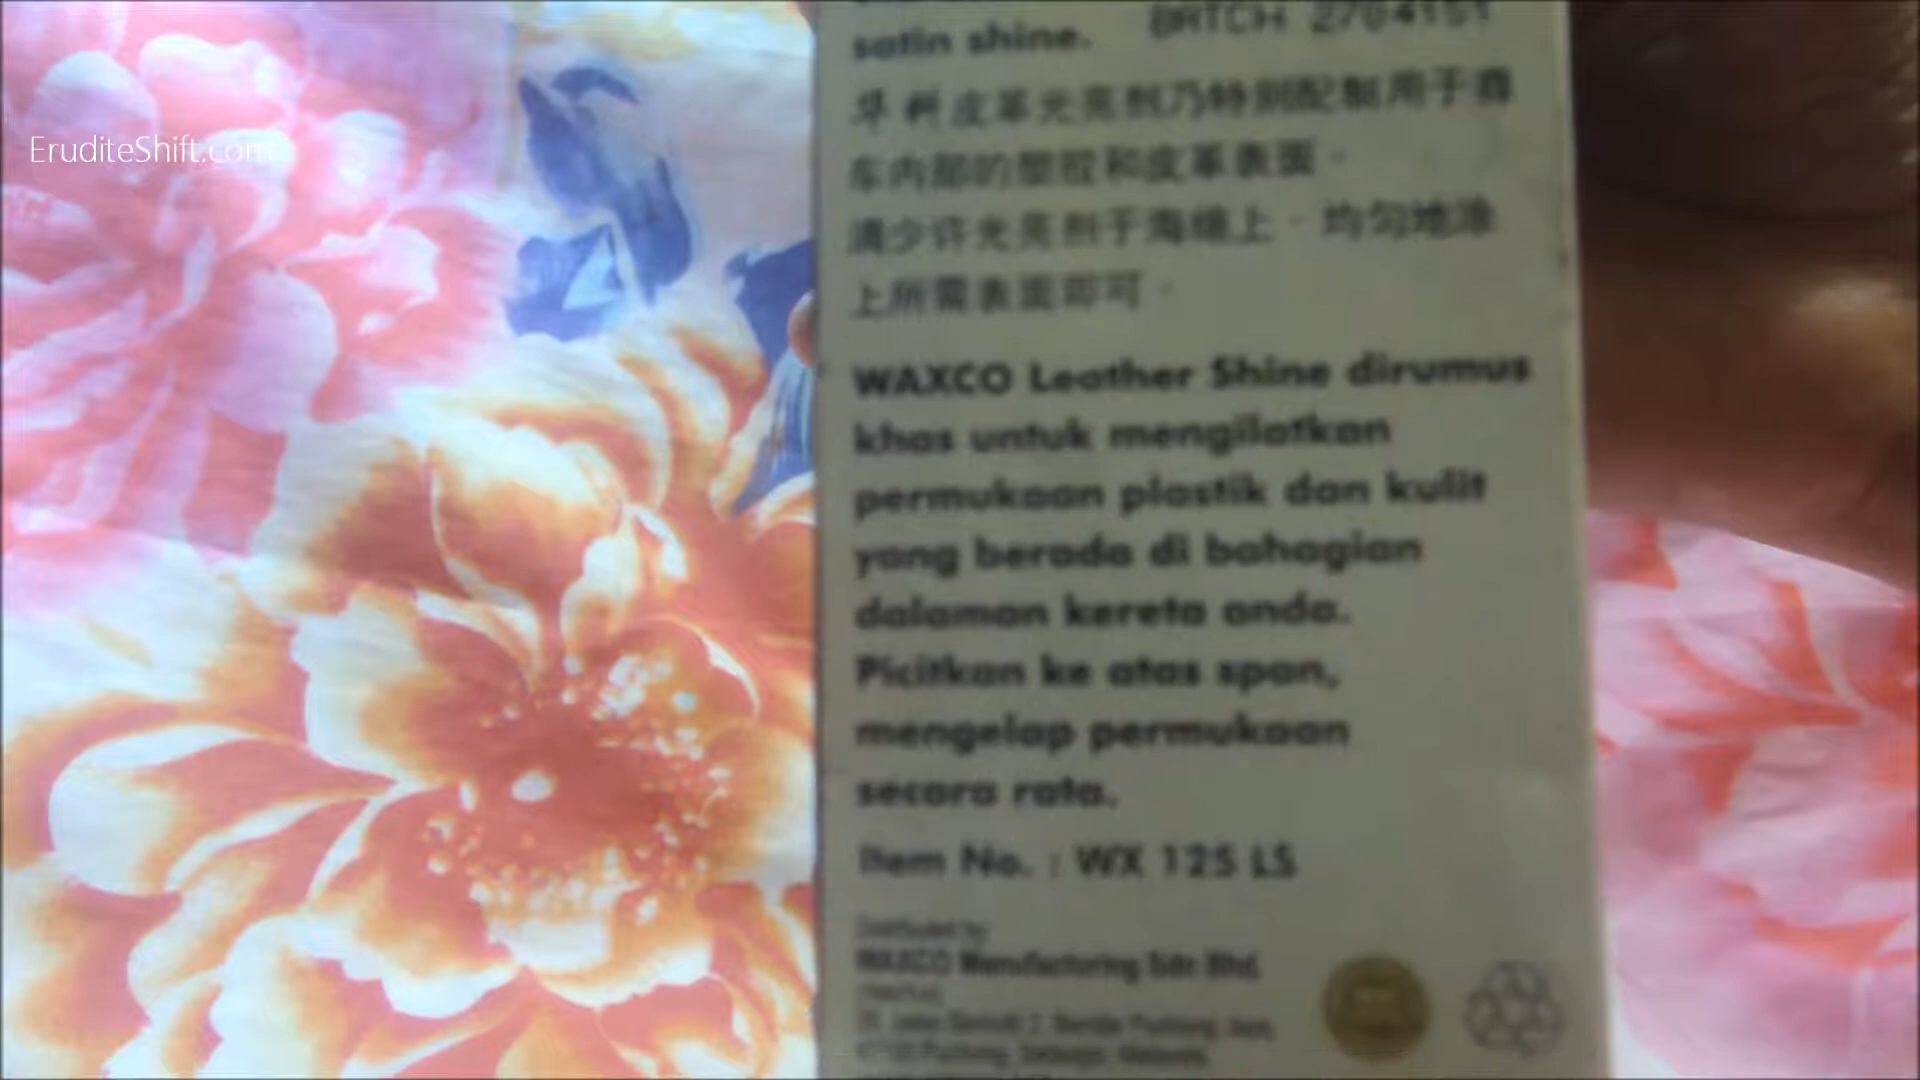 EruditeShift.com
satin shine. BATCH 2704151
皮革光亮剂乃特别配制用于
车内部的塑胶和皮革表面。
滴少许光亮剂于海绵上。均匀地涂
上所需表面即可。
WAXCO Leather Shine dirumus
khas untuk mengilatkan
permukaan plastik dan kulit
yang berada di bahagian
dalaman kereta anda.
Picitkan ke atas span,
mengelap permukaan
secara rata.
Item No. : WX 125 LS
Distributed by
WAXCO Manufacturing Sdn Bhd.